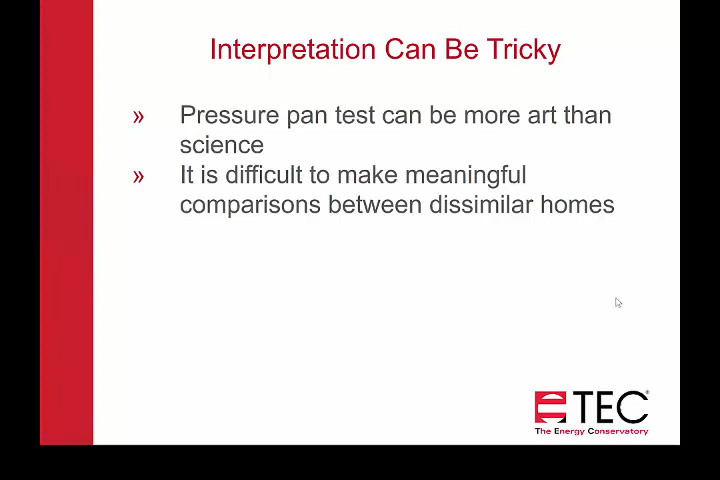 Interpretation Can Be Tricky
» Pressure pan test can be more art than
science
» It is difficult to make meaningful
comparisons between dissimilar homes
TEC®
The Energy Conservatory